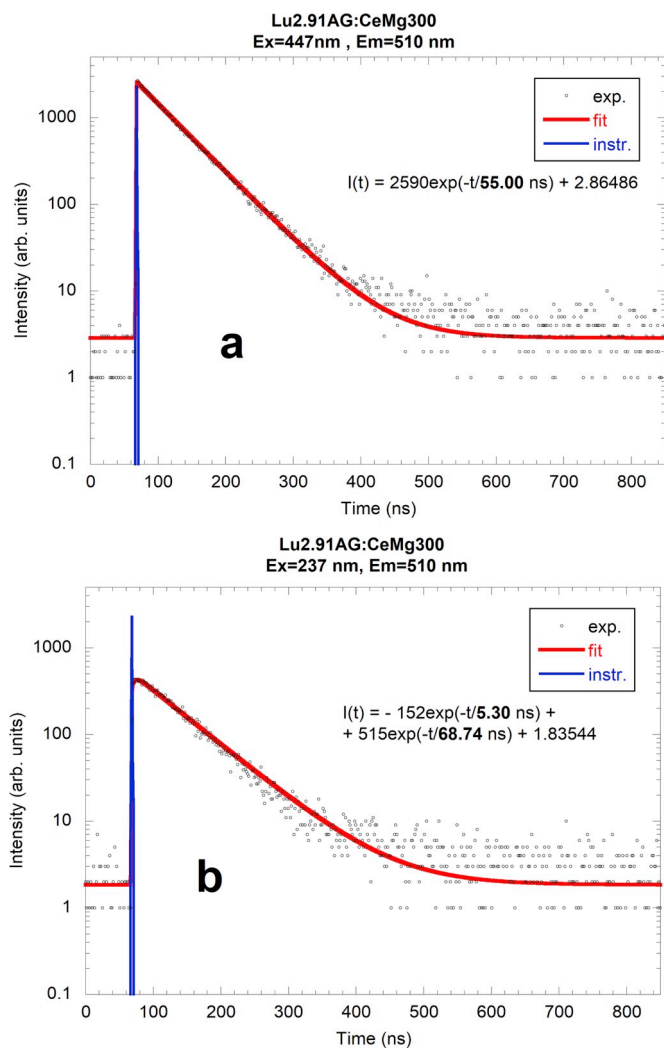 Lu2.91AG:CeMg300
Ex=447nm , Em=510 nm
1000
100
10
1
0.1
Intensity (arb. units)
exp.
fit
instr.
I(t) = 2590exp(-t/55.00 ns) + 2.86486
a
0 100 200 300 400 500 600 700 800
Time (ns)
Lu2.91AG:CeMg300
Ex=237 nm, Em=510 nm
1000
100
10
1
0.1
Intensity (arb. units)
exp.
fit
instr.
I(t) = - 152exp(-t/5.30 ns) +
+ 515exp(-t/68.74 ns) + 1.83544
b
0 100 200 300 400 500 600 700 800
Time (ns)